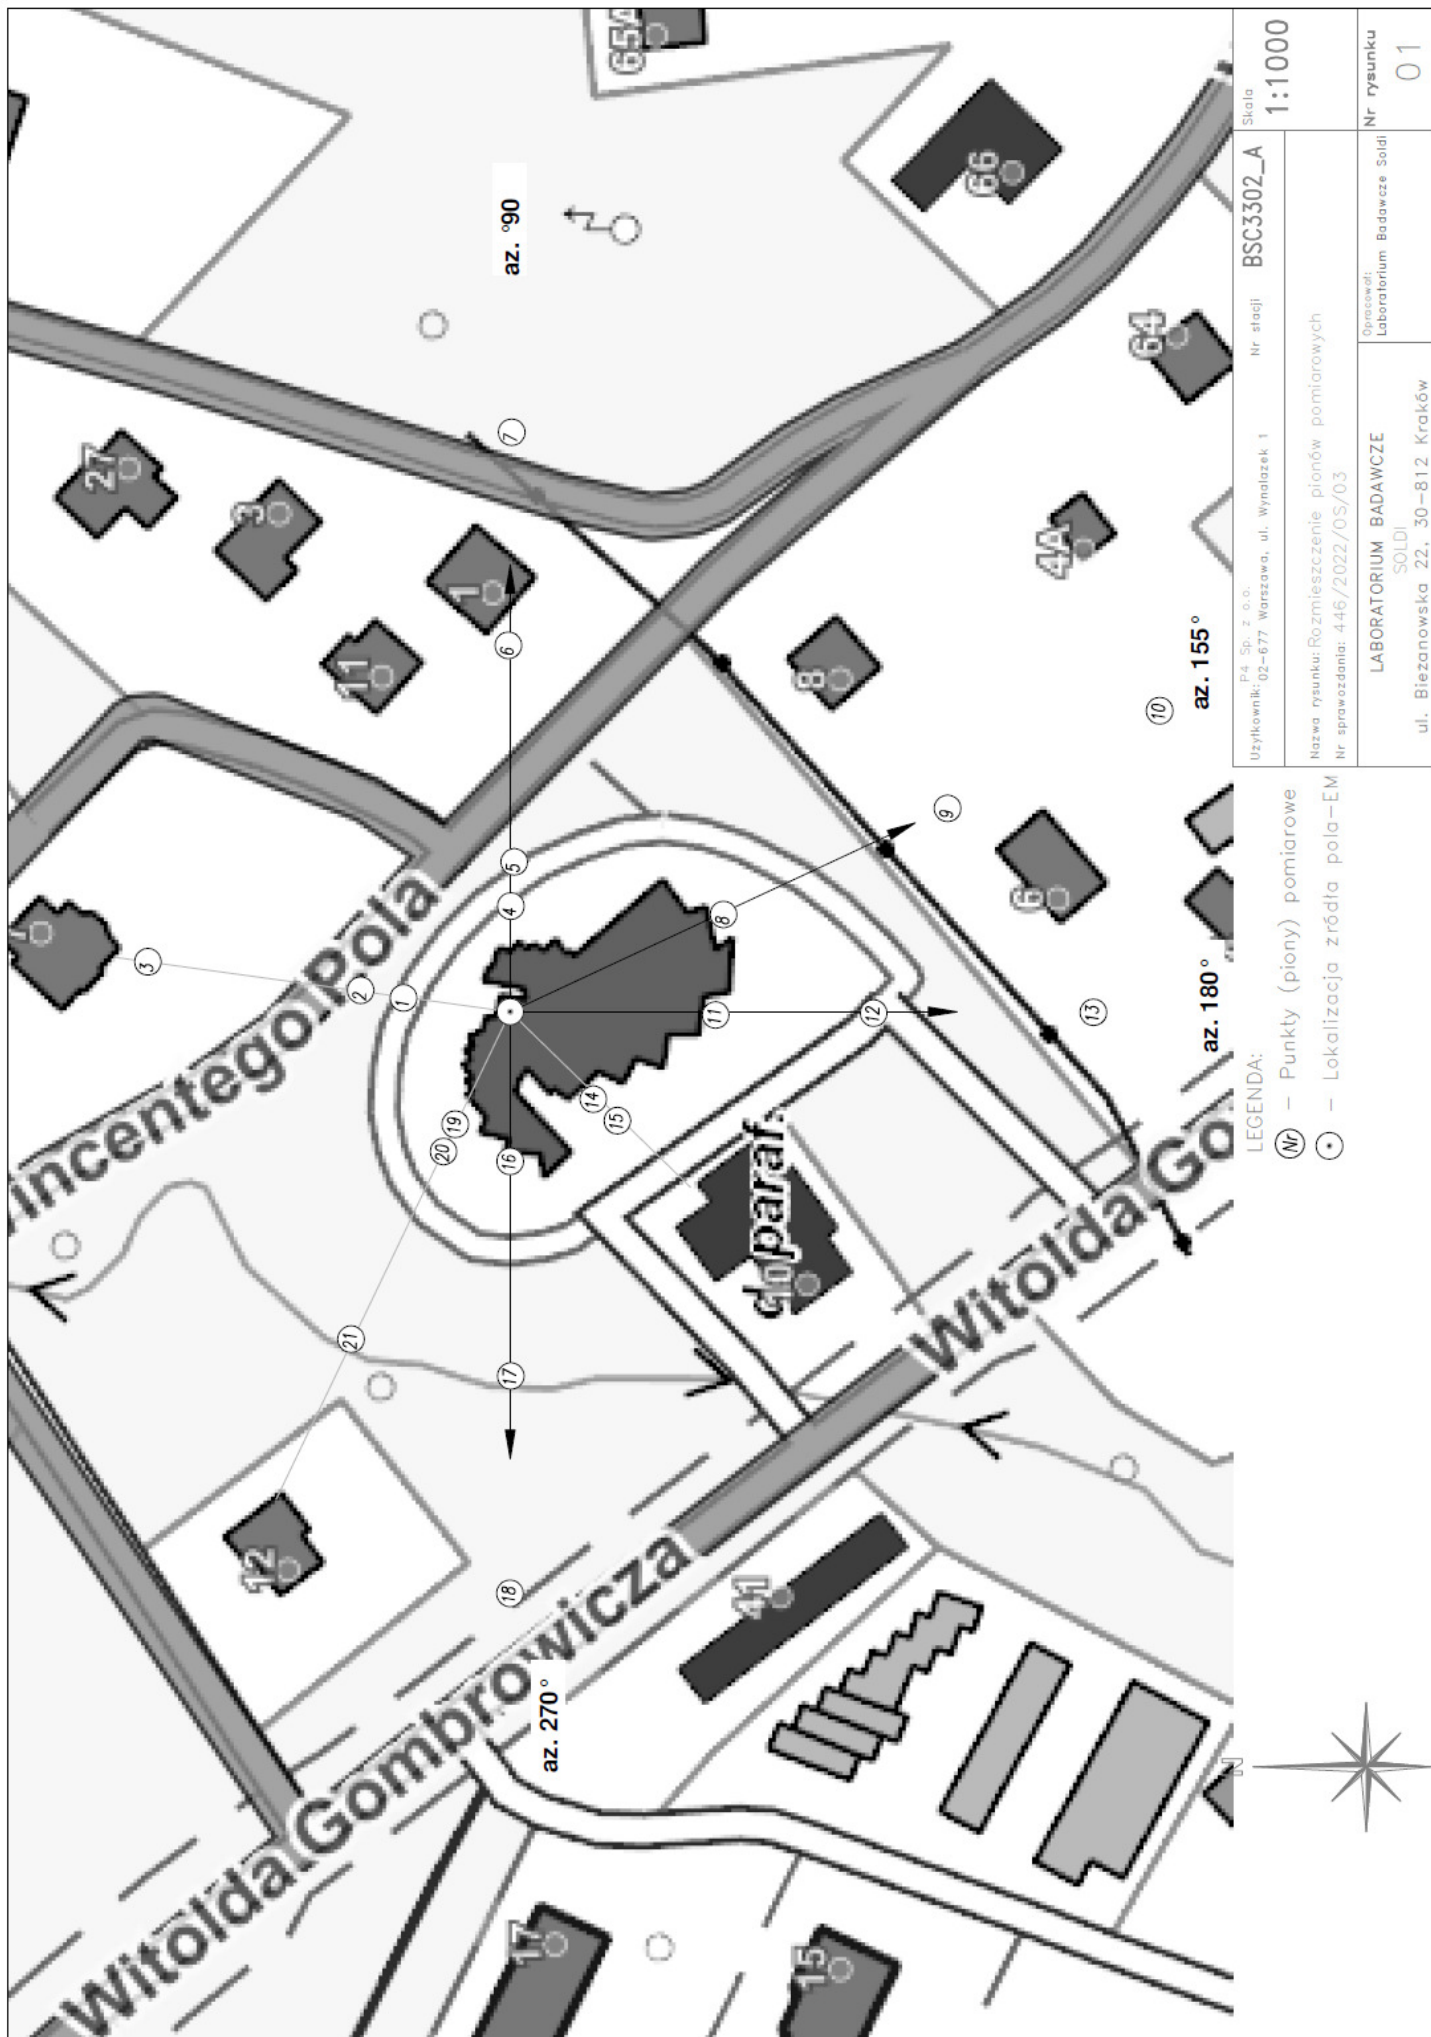 65A
66
az. °90
27
3
1
11
7
6
64
4A
8
az. 155°
10
9
5
4
8
7
3
2
1
6
11
12
13
az. 180°
14
15
16
19
20
21
17
18
12
10
d. paraf.
41
17
15
az. 270°
Wincentego Pola
Witolda Gombrowicza
Witolda Go
N
LEGENDA:
Nr – Punkty (piony) pomiarowe
– Lokalizacja zródła pola–EM
Użytkownik: P4 Sp. z o.o.
02–677 Warszawa, ul. Wynalazek 1
Nr stacji BSC3302_A
Skala
1:1000
Nazwa rysunku: Rozmieszczenie pionów pomiarowych
Nr sprawozdania: 446/2022/OS/03
LABORATORIUM BADAWCZE
SOLDI
ul. Bieżanowska 22, 30–812 Kraków
Opracował:
Laboratorium Badawcze Soldi
Nr rysunku
01